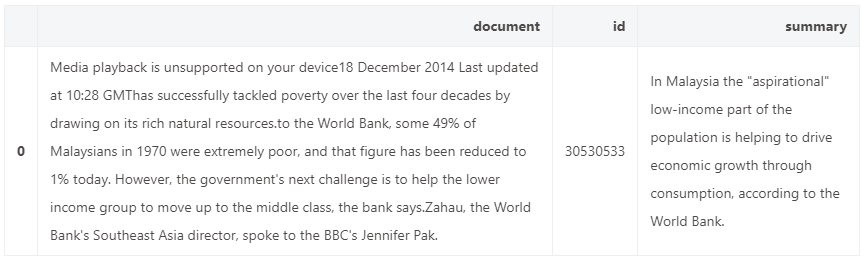 document id summary
0
Media playback is unsupported on your device18 December 2014 Last updated
at 10:28 GMThas successfully tackled poverty over the last four decades by
drawing on its rich natural resources.to the World Bank, some 49% of
Malaysians in 1970 were extremely poor, and that figure has been reduced to
1% today. However, the government's next challenge is to help the lower
income group to move up to the middle class, the bank says.Zahau, the World
Bank's Southeast Asia director, spoke to the BBC's Jennifer Pak.
30530533
In Malaysia the "aspirational"
low-income part of the
population is helping to drive
economic growth through
consumption, according to the
World Bank.